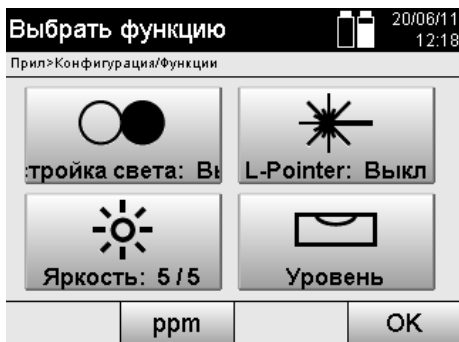 Выбрать функцию
20/06/11
12:18
Прил>Конфигурация/Функции
тройка света: Вы
L-Pointer: Выкл
Яркость: 5/5
Уровень
ppm
OK